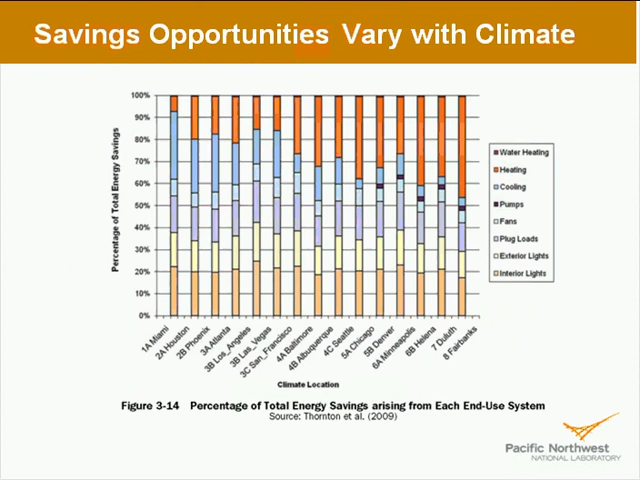 Savings Opportunities Vary with Climate
Percentage of Total Energy Savings
100%
90%
80%
70%
60%
50%
40%
30%
20%
10%
0%
Water Heating
Heating
Cooling
Pumps
Fans
Plug Loads
Exterior Lights
Interior Lights
1A Miami
2A Houston
2B Phoenix
3A Atlanta
3B Los_Angeles
3B Las_Vegas
3C San_Francisco
4A Baltimore
4B Albuquerque
4C Seattle
5A Chicago
5B Denver
6A Minneapolis
6B Helena
7 Duluth
8 Fairbanks
Climate Location
Figure 3-14 Percentage of Total Energy Savings arising from Each End-Use System
Source: Thornton et al. (2009)
Pacific Northwest
NATIONAL LABORATORY